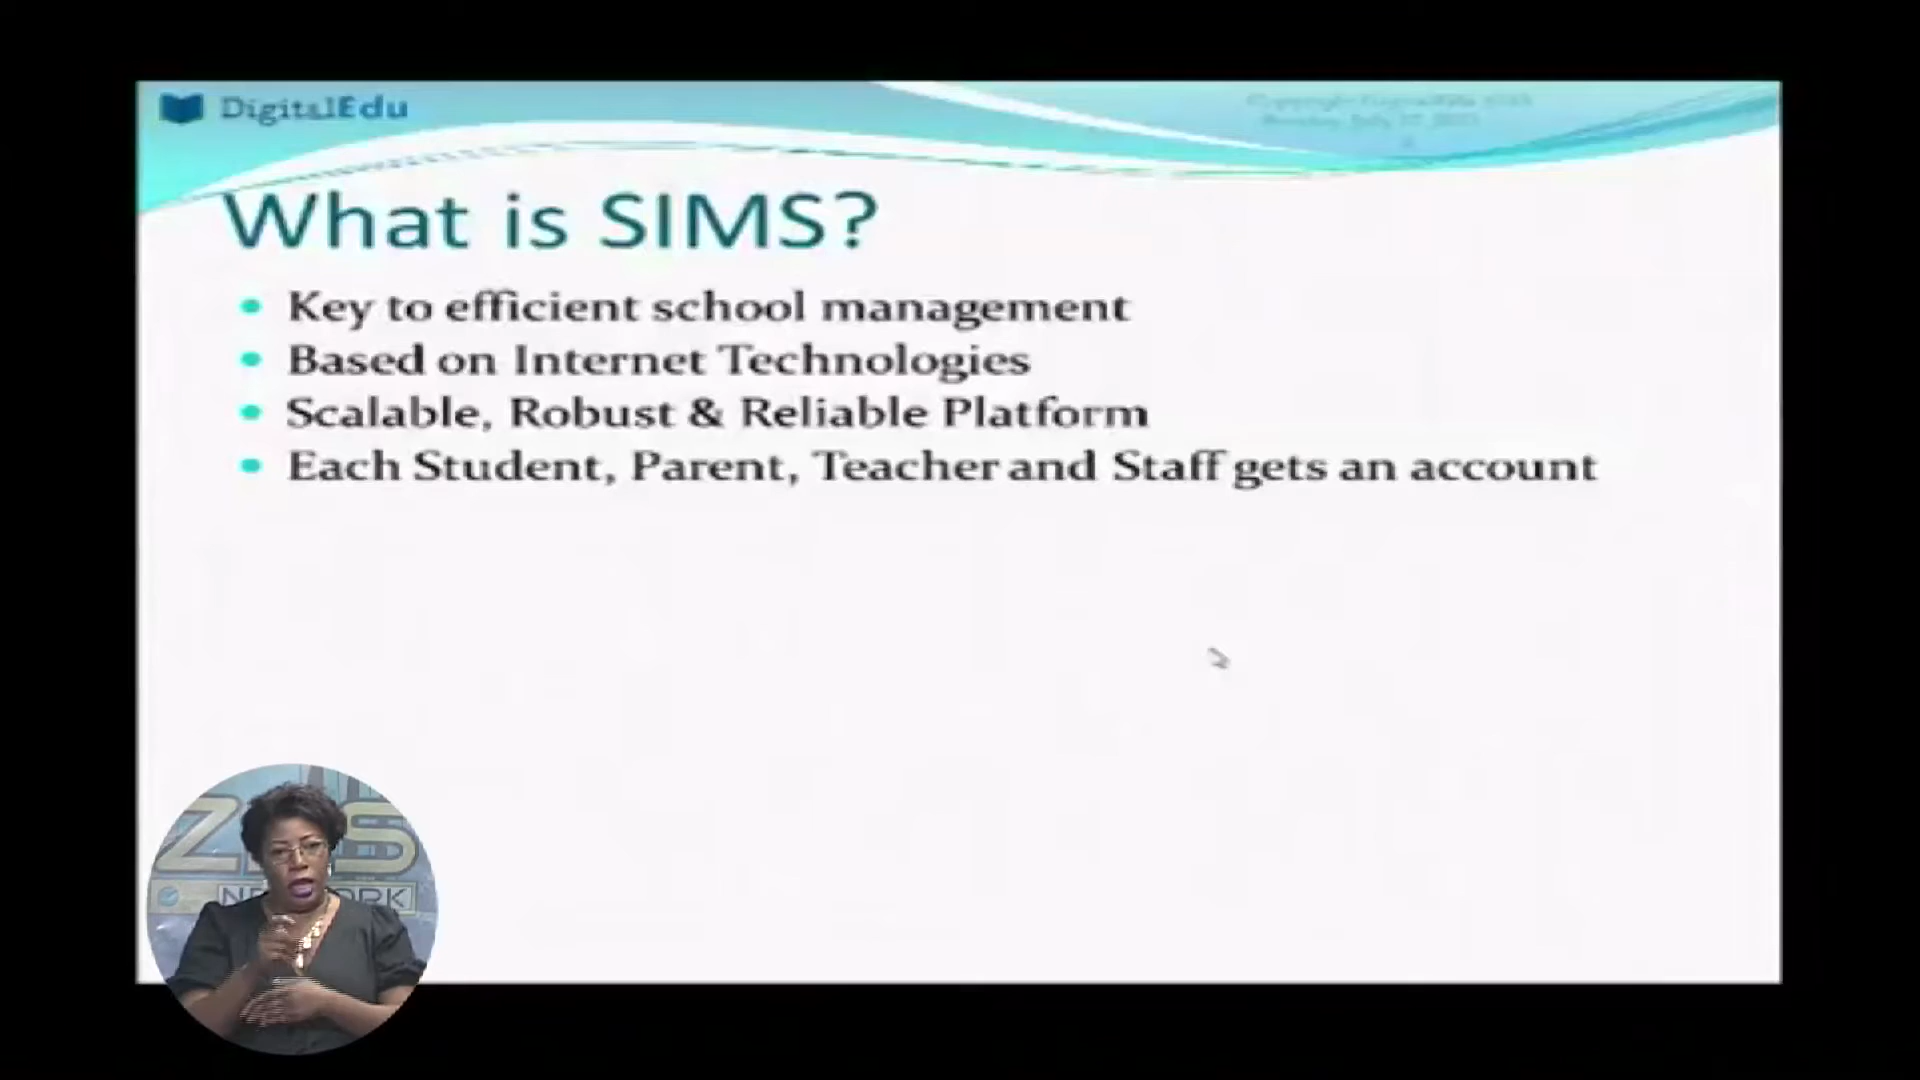 DigitalEdu
What is SIMS?
Key to efficient school management
Based on Internet Technologies
Scalable, Robust & Reliable Platform
Each Student, Parent, Teacher and Staff gets an account